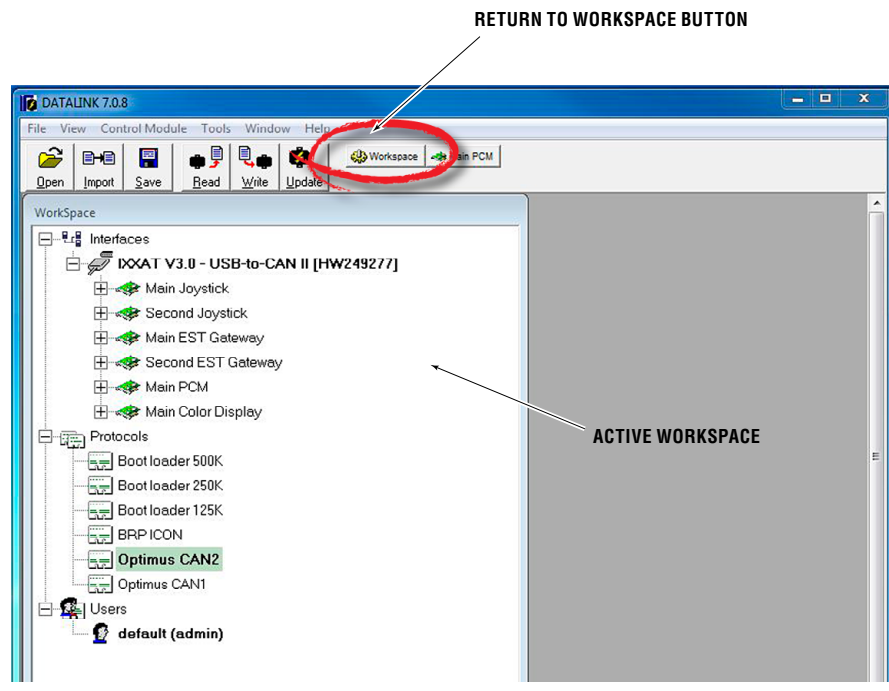 RETURN TO WORKSPACE BUTTON
DATALINK 7.0.8
File View Control Module Tools Window Help
Workspace Main PCM
Open Import Save Read Write Update
WorkSpace
Interfaces
IXXAT V3.0 - USB-to-CAN II [HW249277]
Main Joystick
Second Joystick
Main EST Gateway
Second EST Gateway
Main PCM
Main Color Display
Protocols
ACTIVE WORKSPACE
Boot loader 500K
Boot loader 250K
Boot loader 125K
BRP ICON
Optimus CAN2
Optimus CAN1
Users
default (admin)